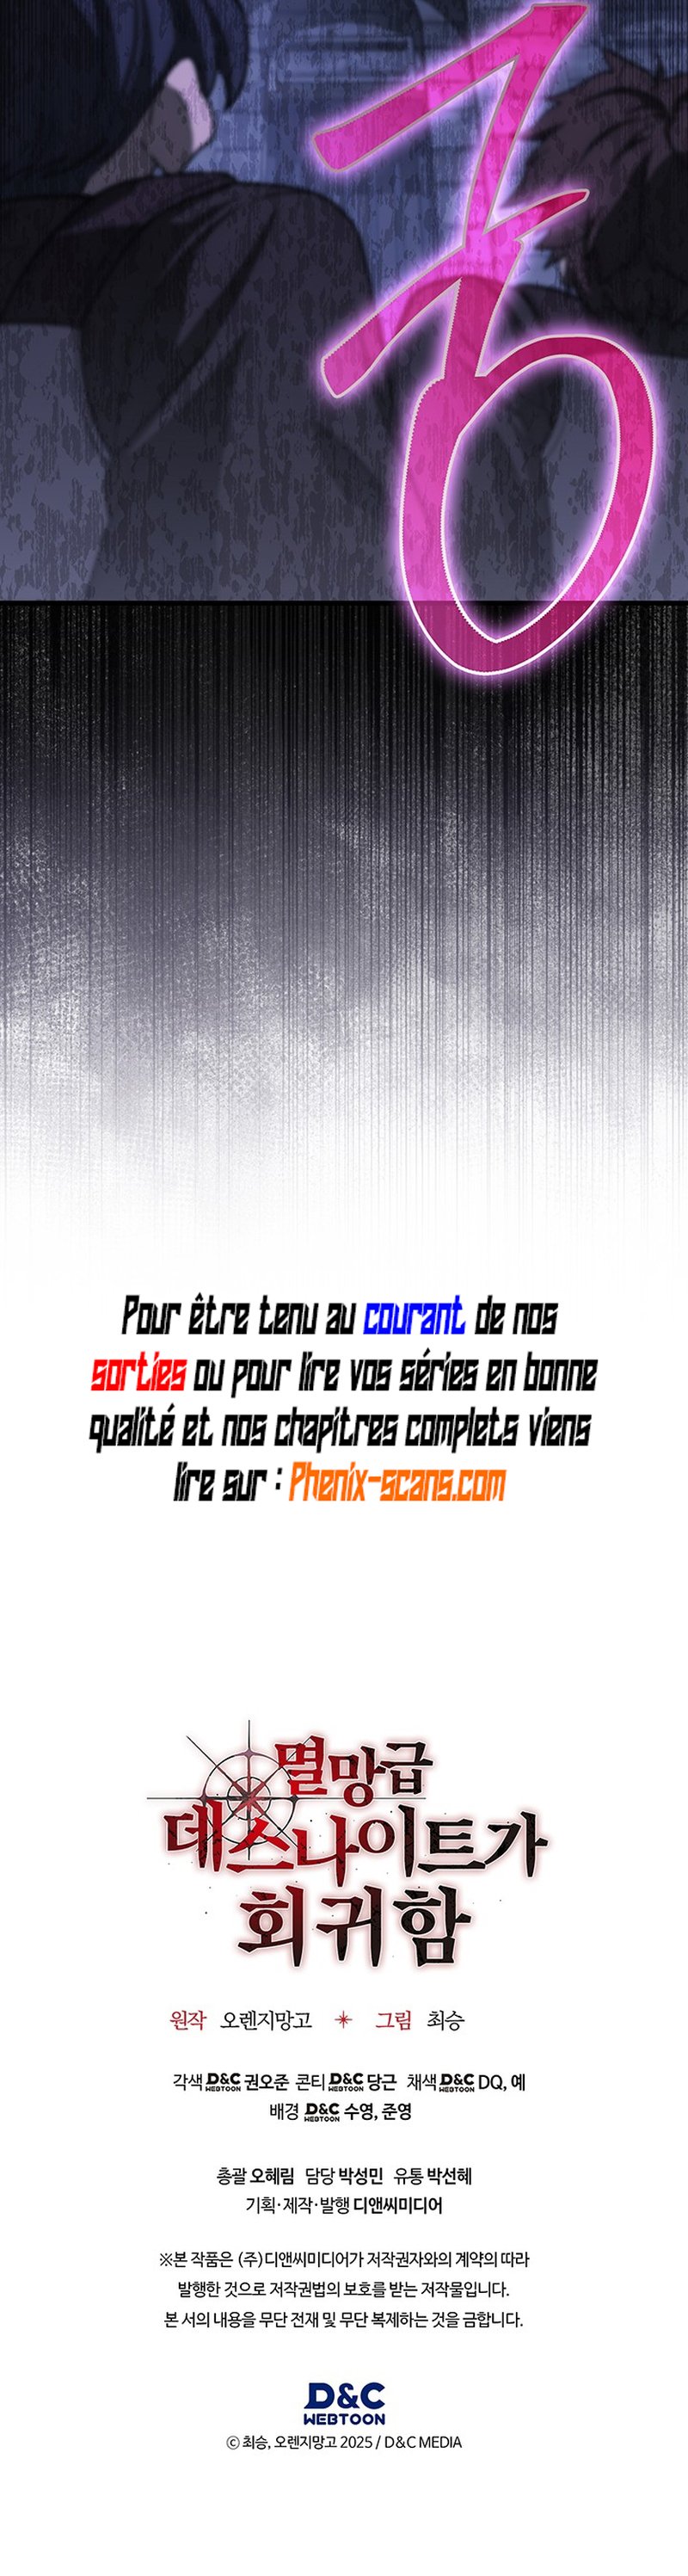 Pour être tenu au courant de nos
sorties ou pour lire vos séries en bonne
qualité et nos chapitres complets viens
lire sur : Phenix-scans.com
멸망급
데스나이트가
회귀함
원작 오렌지망고 그림 최승
각색 D&C WEBTOON 권오준 콘티 D&C WEBTOON 당근 채색 D&C WEBTOON DQ, 예
배경 D&C WEBTOON 수영, 준영
총괄 오혜림 담당 박성민 유통 박선혜
기획·제작·발행 디앤씨미디어
※본 작품은 (주)디앤씨미디어가 저작권자와의 계약의 따라
발행한 것으로 저작권법의 보호를 받는 저작물입니다.
본 서의 내용을 무단 전재 및 무단 복제하는 것을 금합니다.
D&C
WEBTOON
© 최승, 오렌지망고 2025 / D&C MEDIA